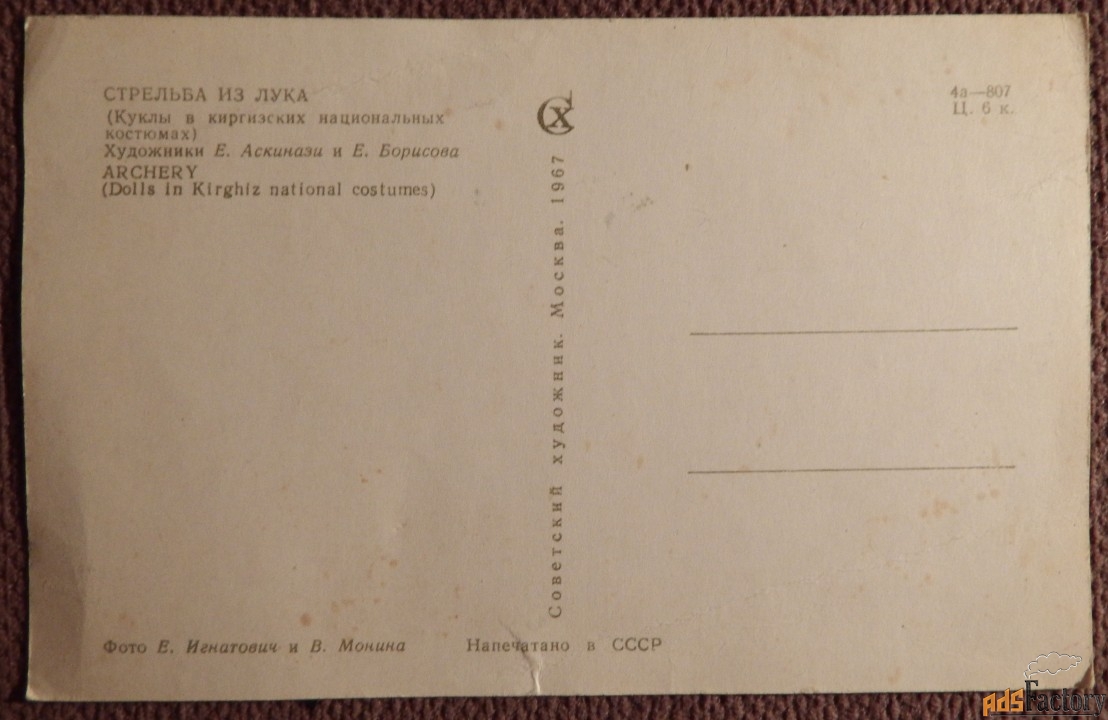 СТРЕЛЬБА ИЗ ЛУКА
(Куклы в киргизских национальных
костюмах)
Художники Е. Аскинази и Е. Борисова
ARCHERY
(Dolls in Kirghiz national costumes)
СХ
4а—807
Ц. 6 к.
Советский художник. Москва. 1967
Фото Е. Игнатович и В. Монина
Напечатано в СССР
AdsFactory